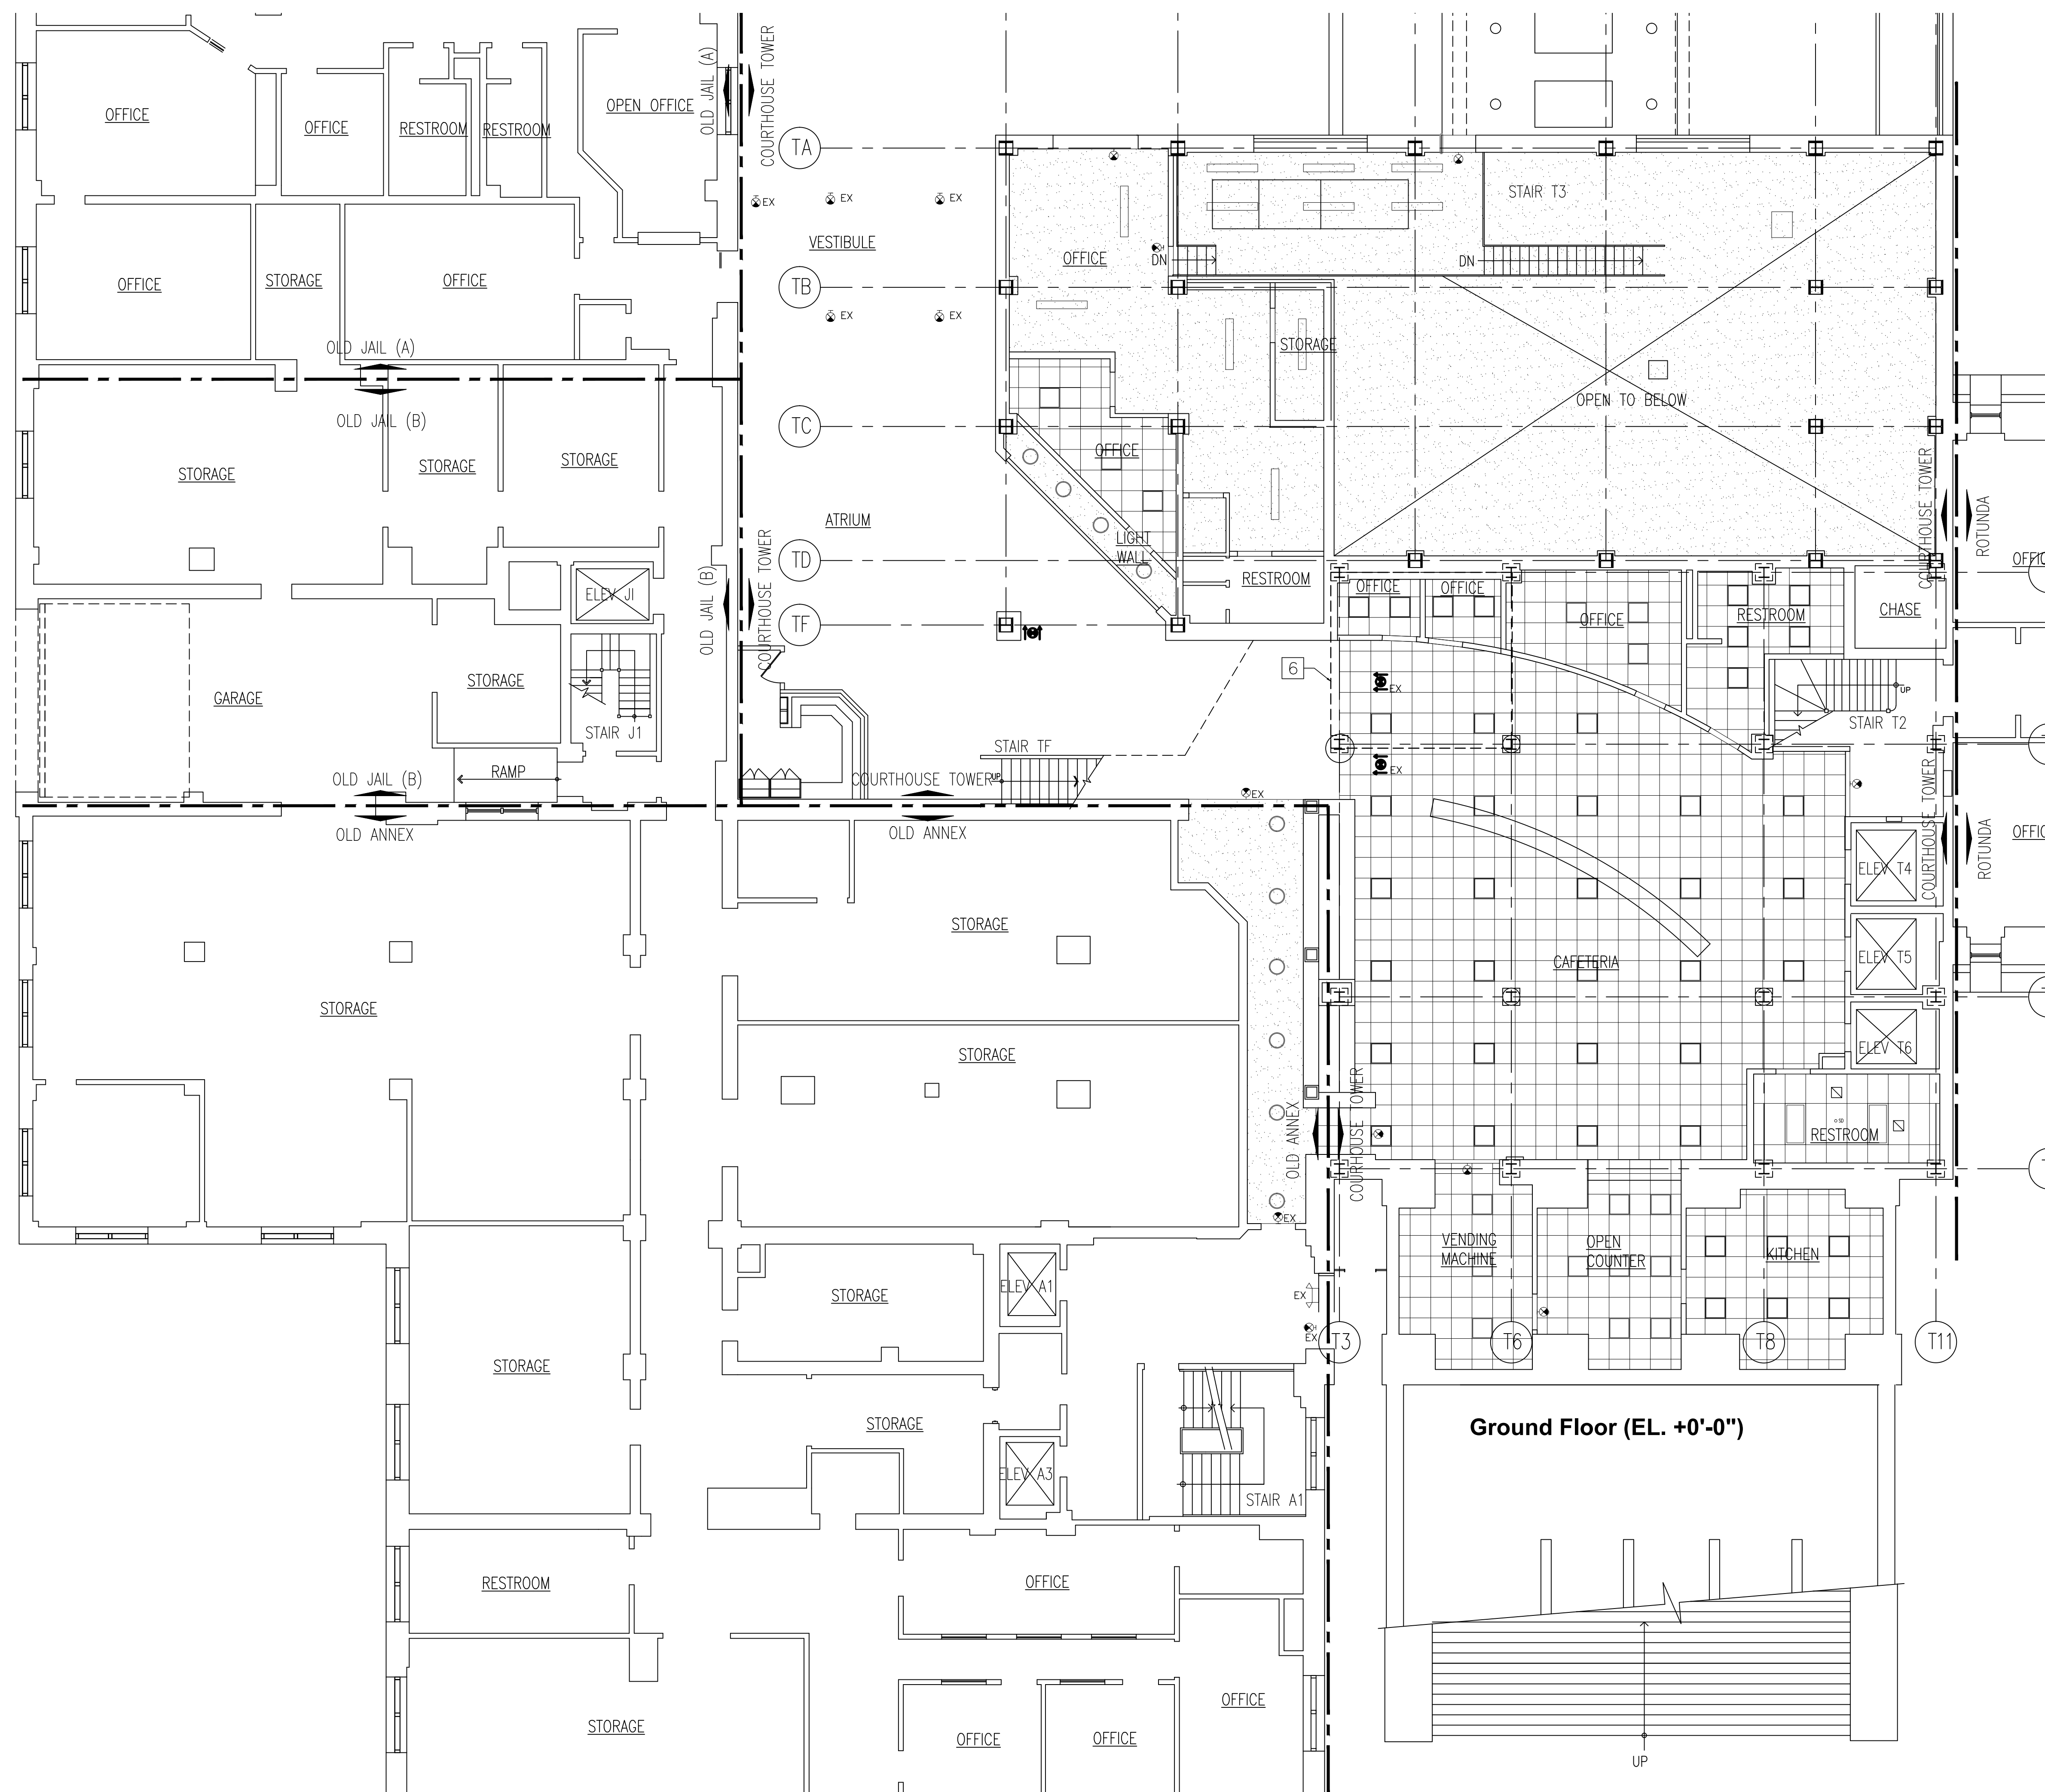 OLD JAIL (A)
COURTHOUSE TOWER
OFFICE
OFFICE
RESTROOM
RESTROOM
OPEN OFFICE
TA
EX
EX
EX
STAIR T3
VESTIBULE
OFFICE
DN
DN
OFFICE
STORAGE
OFFICE
TB
EX
EX
STORAGE
OLD JAIL (A)
OLD JAIL (B)
OPEN TO BELOW
TC
OFFICE
STORAGE
STORAGE
STORAGE
ATRIUM
LIGHT
WALL
COURTHOUSE TOWER
ROTUNDA
TD
RESTROOM
OFFICE
OFFICE
OFFICE
RESTROOM
CHASE
ELEV J1
OLD JAIL (B)
COURTHOUSE TOWER
TF
6
EX
GARAGE
STORAGE
STAIR J1
UP
STAIR T2
STAIR TF
UP
EX
RAMP
OLD JAIL (B)
OLD ANNEX
COURTHOUSE TOWER
OLD ANNEX
EX
COURTHOUSE TOWER
ROTUNDA
ELEV T4
STORAGE
CAFETERIA
ELEV T5
STORAGE
STORAGE
ELEV T6
OLD ANNEX
COURTHOUSE TOWER
SD
RESTROOM
EX
VENDING
MACHINE
OPEN
COUNTER
KITCHEN
STORAGE
ELEV A1
EX
EX
T3
T6
T8
T11
STORAGE
STORAGE
Ground Floor (EL. +0'-0")
ELEV A3
STAIR A1
RESTROOM
OFFICE
OFFICE
STORAGE
OFFICE
OFFICE
UP